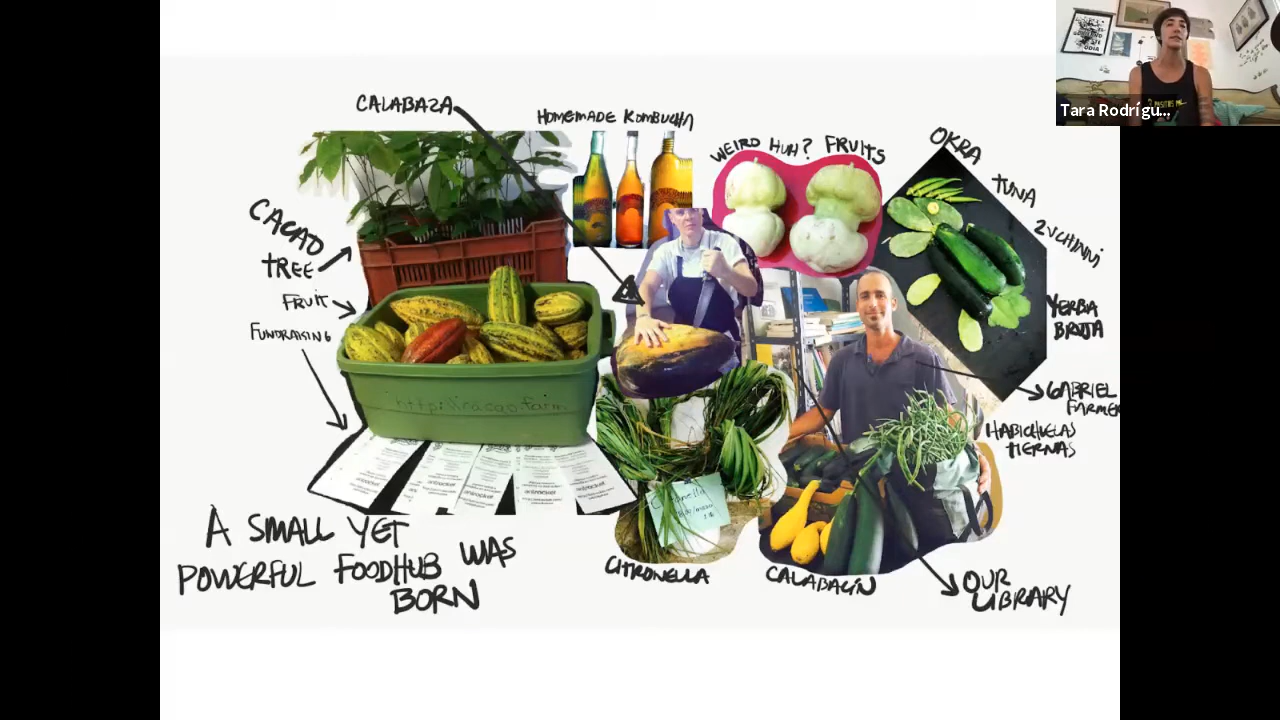 Tara Rodrígu...
CALABAZA
HOMEMADE KOMBUCHA
WEIRD HUH? FRUITS
OKRA
TUNA
ZUCHINNI
YERBA
BRUJA
CACAO
TREE
FRUIT
FUNDRAISING
GABRIEL
FARMER
HABICHUELAS
TIERNAS
A SMALL YET
POWERFUL FOODHUB WAS
BORN
CITRONELLA
CALABACÍN
OUR
LIBRARY